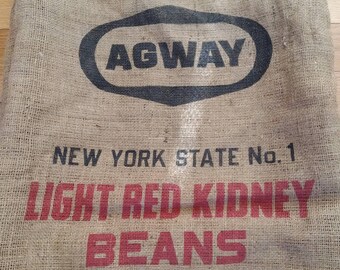 AGWAY
NEW YORK STATE No. 1
LIGHT RED KIDNEY
BEANS